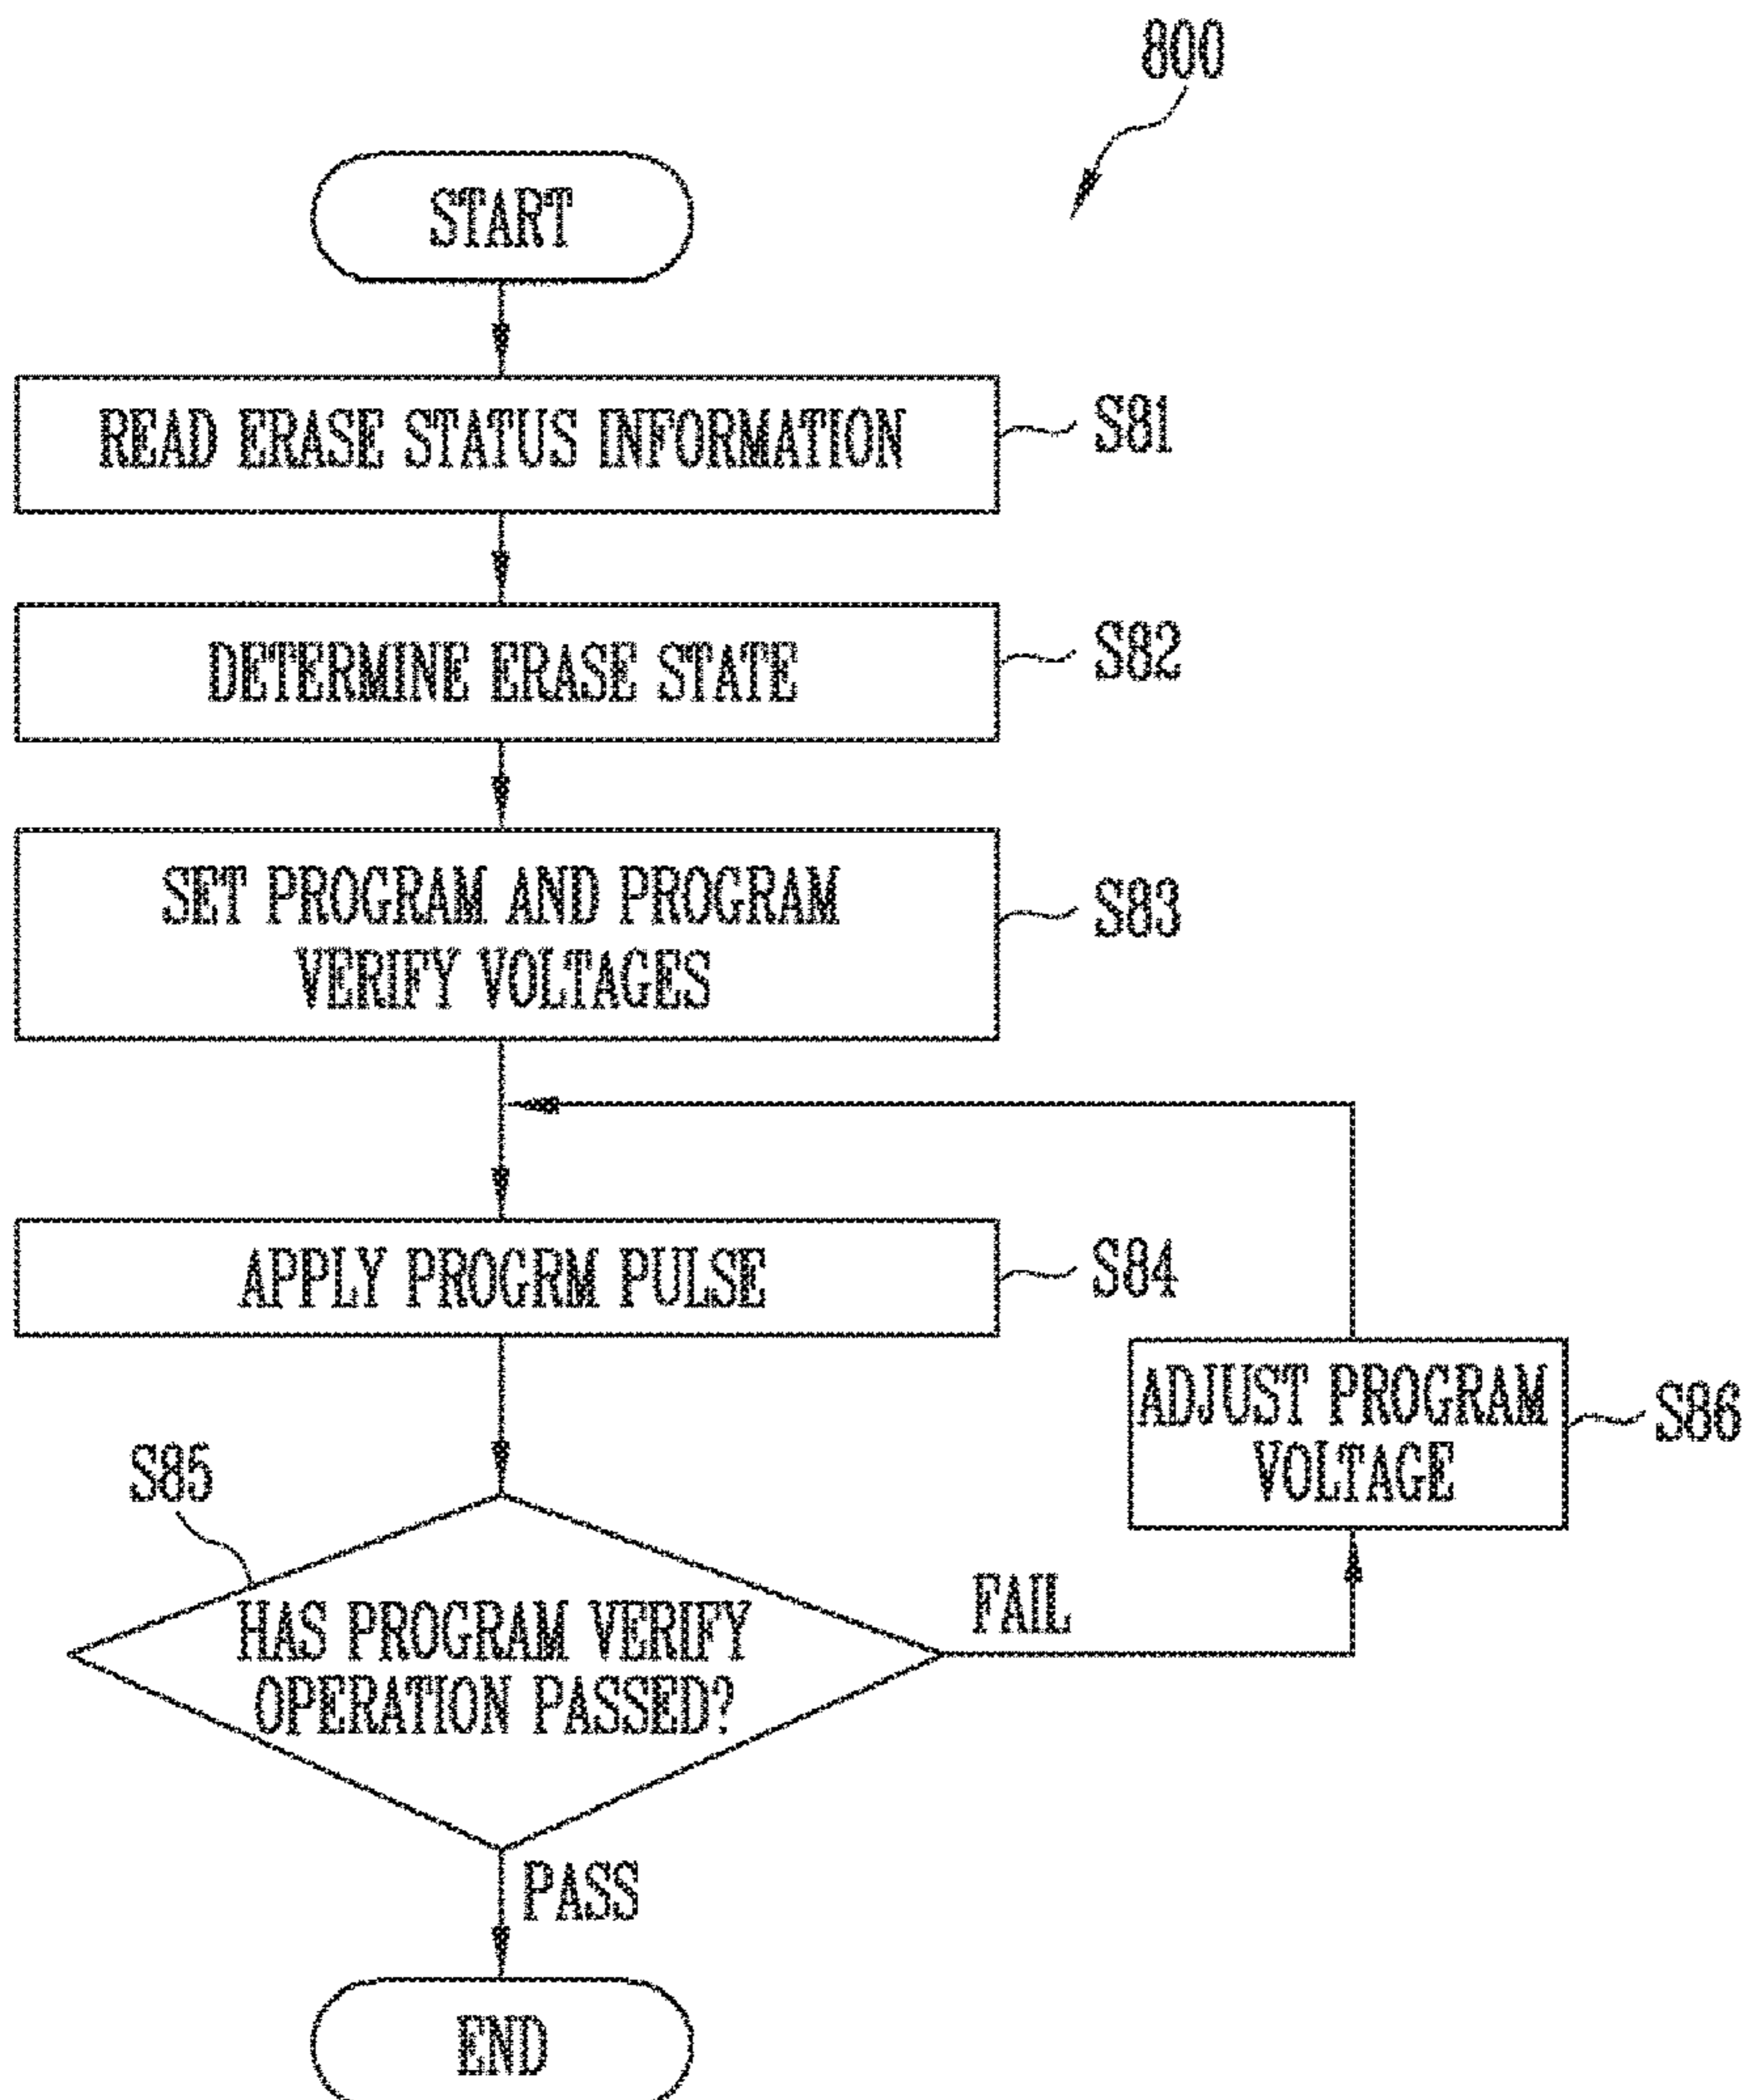 800
START
READ ERASE STATUS INFORMATION
S81
DETERMINE ERASE STATE
S82
SET PROGRAM AND PROGRAM
VERIFY VOLTAGES
S83
APPLY PROGRM PULSE
S84
ADJUST PROGRAM
VOLTAGE
S86
S85
HAS PROGRAM VERIFY
OPERATION PASSED?
FAIL
PASS
END